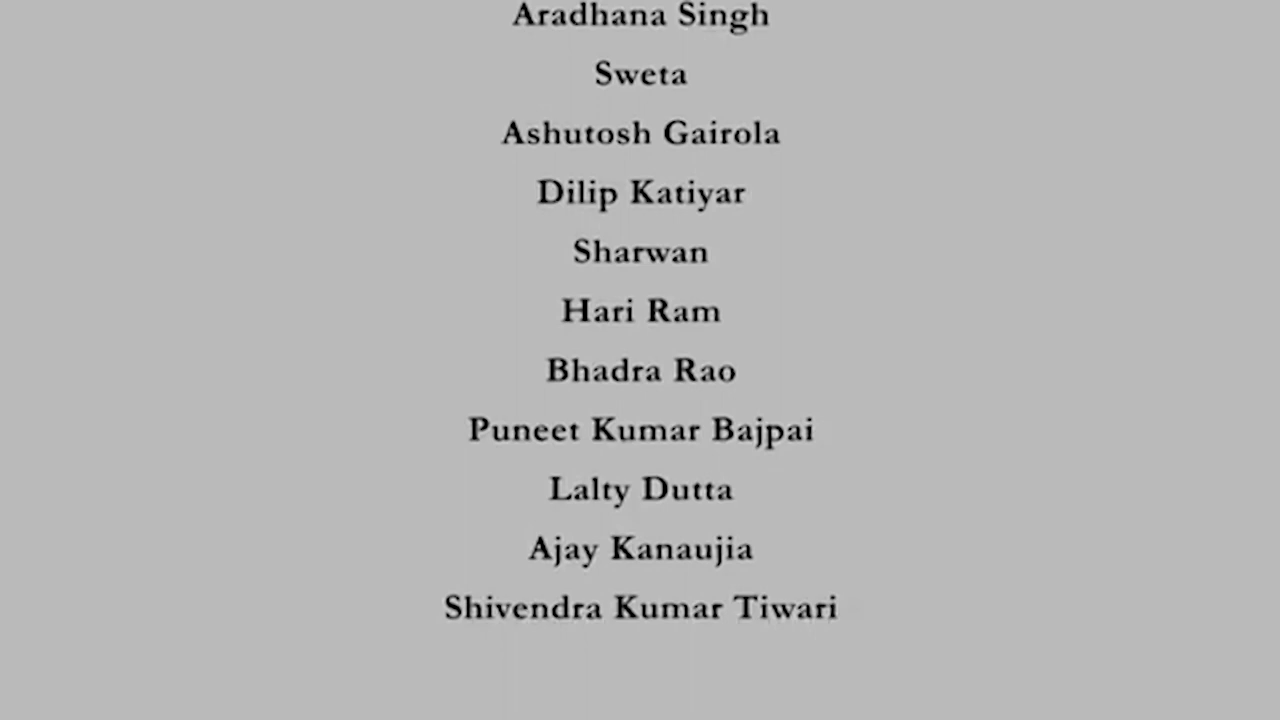 Aradhana Singh
Sweta
Ashutosh Gairola
Dilip Katiyar
Sharwan
Hari Ram
Bhadra Rao
Puneet Kumar Bajpai
Lalty Dutta
Ajay Kanaujia
Shivendra Kumar Tiwari